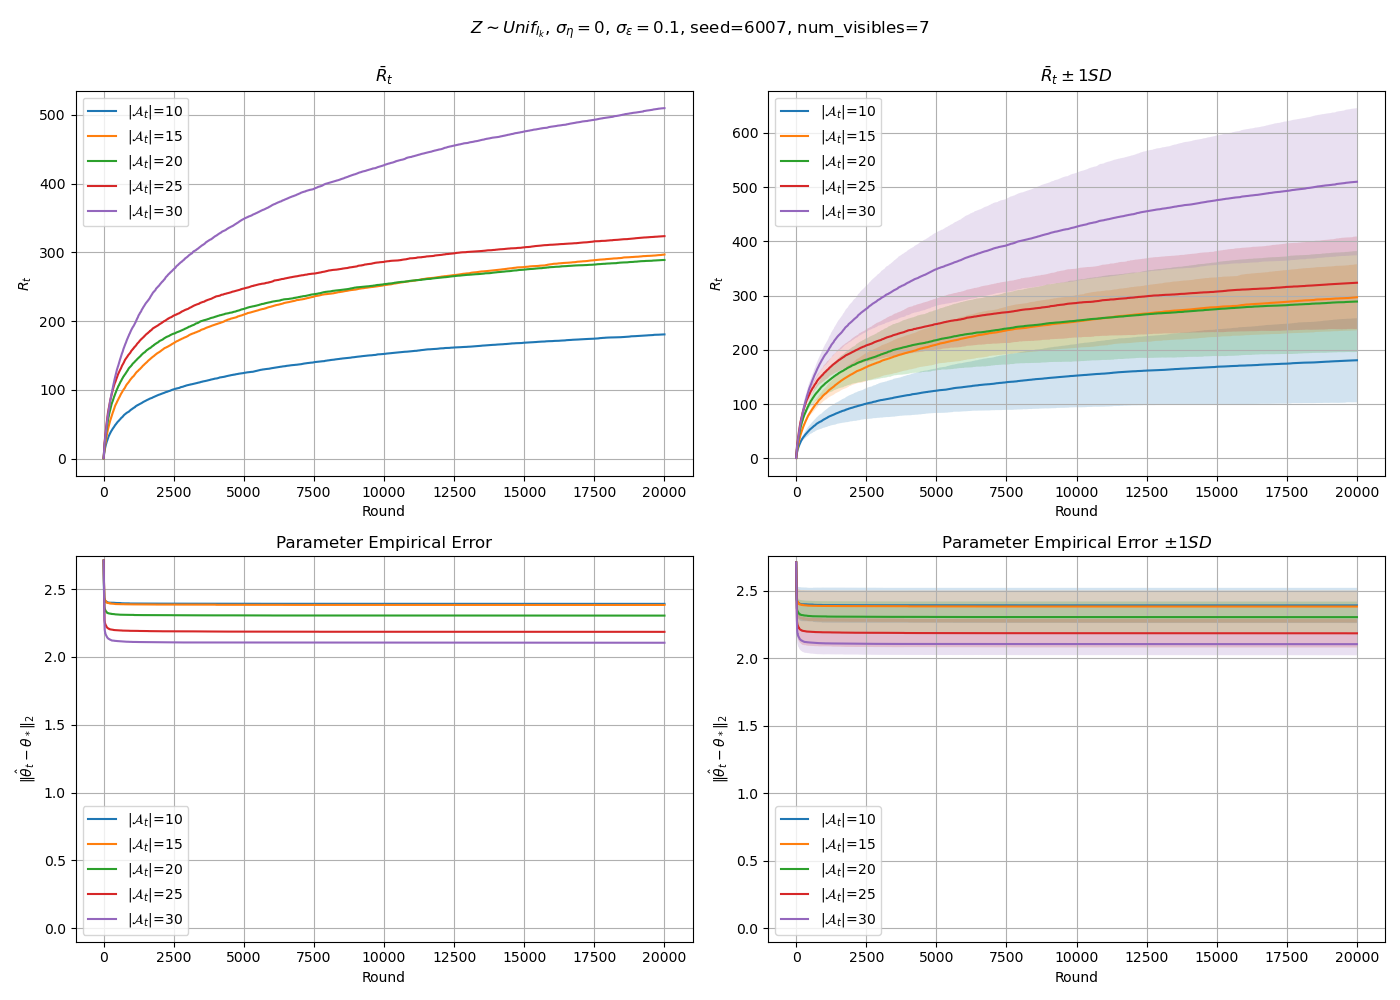 Z ∼ Unif_{I_k}, σ_η = 0, σ_ε = 0.1, seed=6007, num_visibles=7
R̄_t
R_t
500
400
300
200
100
0
|𝒜_t|=10
|𝒜_t|=15
|𝒜_t|=20
|𝒜_t|=25
|𝒜_t|=30
0 2500 5000 7500 10000 12500 15000 17500 20000
Round
R̄_t ± 1SD
R_t
600
500
400
300
200
100
0
|𝒜_t|=10
|𝒜_t|=15
|𝒜_t|=20
|𝒜_t|=25
|𝒜_t|=30
0 2500 5000 7500 10000 12500 15000 17500 20000
Round
Parameter Empirical Error
‖θ̂_t − θ_*‖_2
2.5
2.0
1.5
1.0
0.5
0.0
|𝒜_t|=10
|𝒜_t|=15
|𝒜_t|=20
|𝒜_t|=25
|𝒜_t|=30
0 2500 5000 7500 10000 12500 15000 17500 20000
Round
Parameter Empirical Error ±1SD
‖θ̂_t − θ_*‖_2
2.5
2.0
1.5
1.0
0.5
0.0
|𝒜_t|=10
|𝒜_t|=15
|𝒜_t|=20
|𝒜_t|=25
|𝒜_t|=30
0 2500 5000 7500 10000 12500 15000 17500 20000
Round